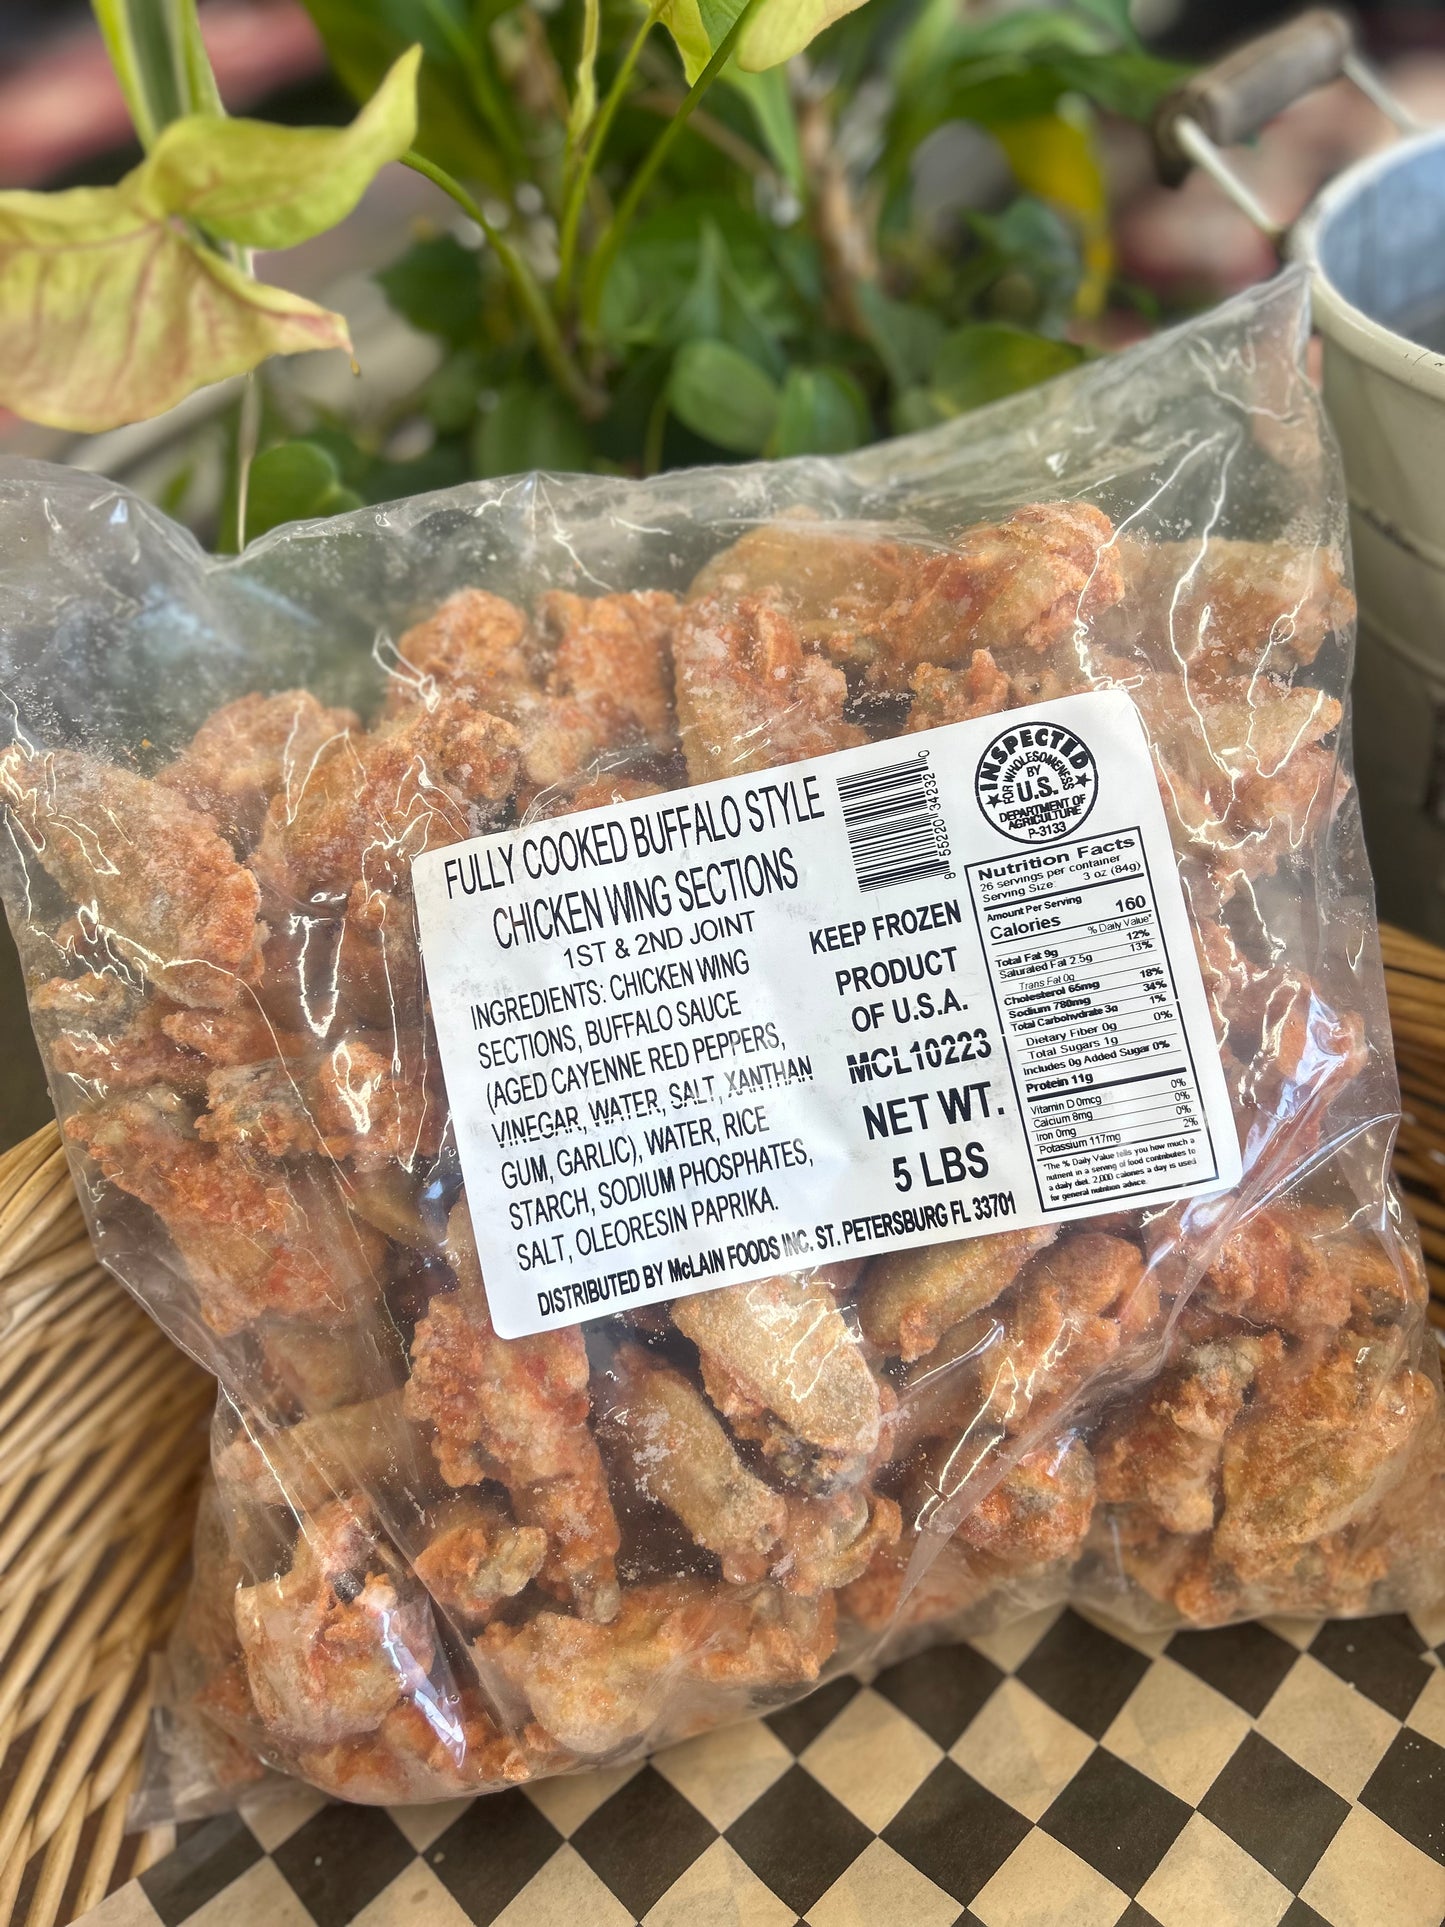 FULLY COOKED BUFFALO STYLE
CHICKEN WING SECTIONS
1ST & 2ND JOINT
INGREDIENTS: CHICKEN WING
SECTIONS, BUFFALO SAUCE
(AGED CAYENNE RED PEPPERS,
VINEGAR, WATER, SALT, XANTHAN
GUM, GARLIC), WATER, RICE
STARCH, SODIUM PHOSPHATES,
SALT, OLEORESIN PAPRIKA.
DISTRIBUTED BY McLAIN FOODS INC. ST. PETERSBURG FL 33701
8 55220 34232 0
KEEP FROZEN
PRODUCT
OF U.S.A.
MCL10223
NET WT.
5 LBS
INSPECTED
FOR WHOLESOMENESS
BY
U.S.
DEPARTMENT OF
AGRICULTURE
P-3133
Nutrition Facts
26 servings per container
Serving Size: 3 oz (84g)
Amount Per Serving
Calories 160
% Daily Value*
Total Fat 9g 12%
Saturated Fat 2.5g 13%
Trans Fat 0g
Cholesterol 65mg 18%
Sodium 780mg 34%
Total Carbohydrate 3g 1%
Dietary Fiber 0g 0%
Total Sugars 1g
Includes 0g Added Sugar 0%
Protein 11g
Vitamin D 0mcg 0%
Calcium 8mg 0%
Iron 0mg 0%
Potassium 117mg 2%
*The % Daily Value tells you how much a
nutrient in a serving of food contributes to
a daily diet. 2,000 calories a day is used
for general nutrition advice.